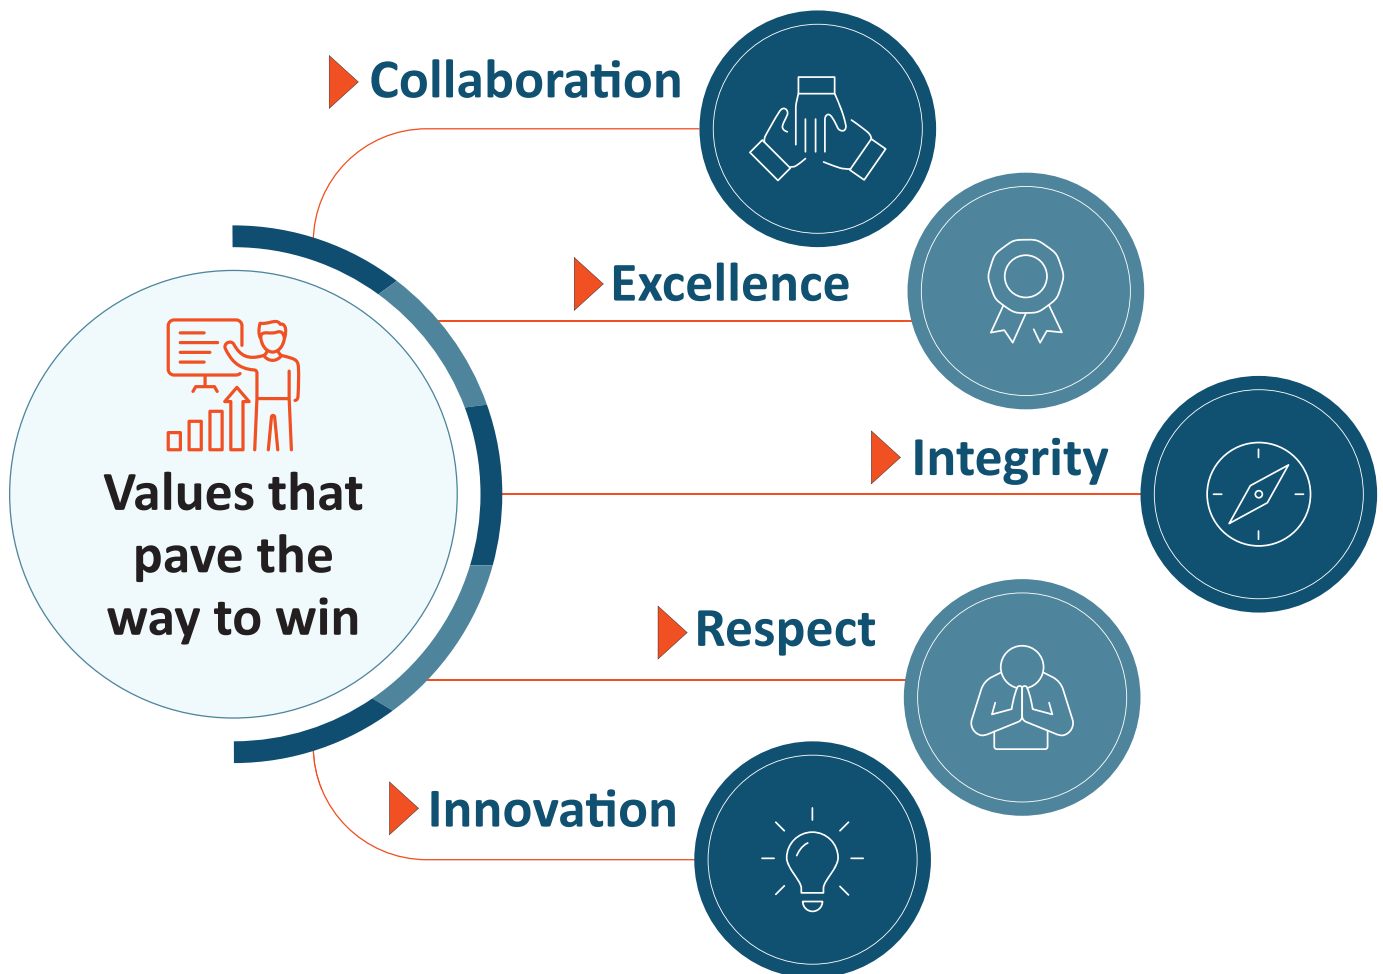 Collaboration
Excellence
Integrity
Values that
pave the
way to win
Respect
Innovation